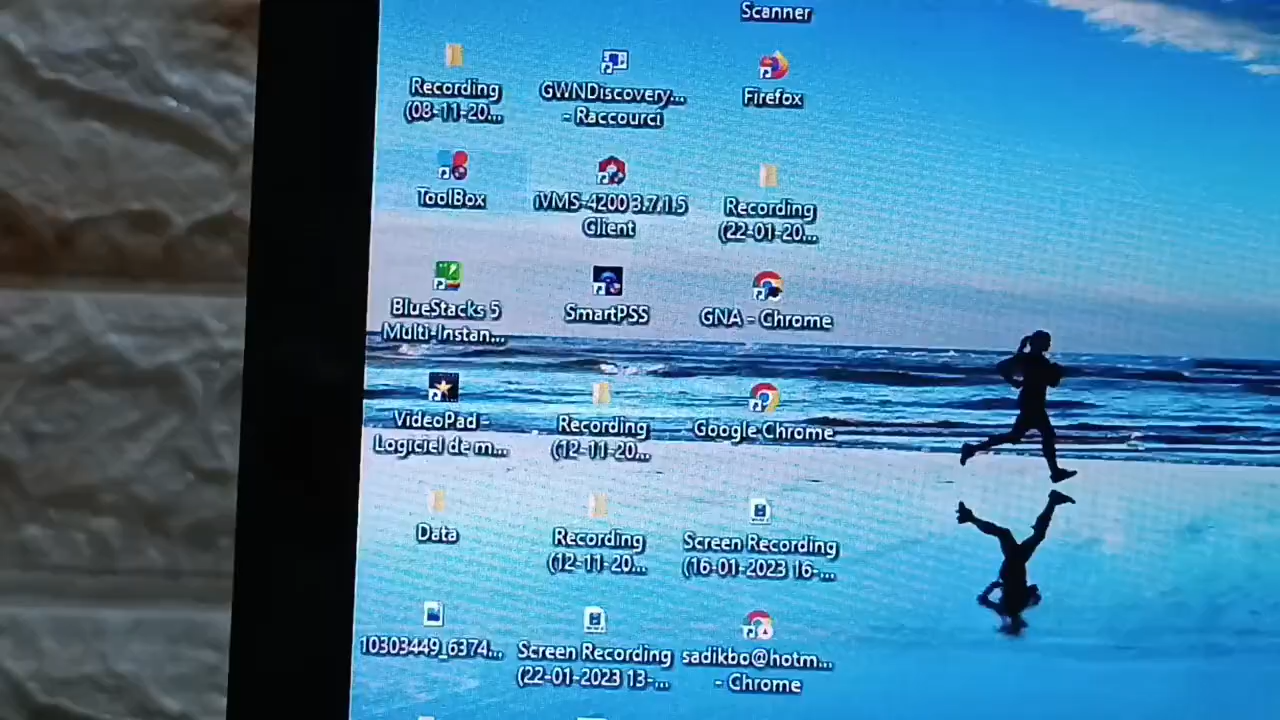 Scanner
Recording
(08-11-20...
GWNDiscovery...
- Raccourci
Firefox
ToolBox
iVMS-4200 3.7.1.5
Client
Recording
(22-01-20...
BlueStacks 5
Multi-Instan...
SmartPSS
GNA - Chrome
VideoPad -
Logiciel de m...
Recording
(12-11-20...
Google Chrome
Data
Recording
(12-11-20...
Screen Recording
(16-01-2023 16-...
10303449_6374...
Screen Recording
(22-01-2023 13-...
sadikbo@hotm...
- Chrome